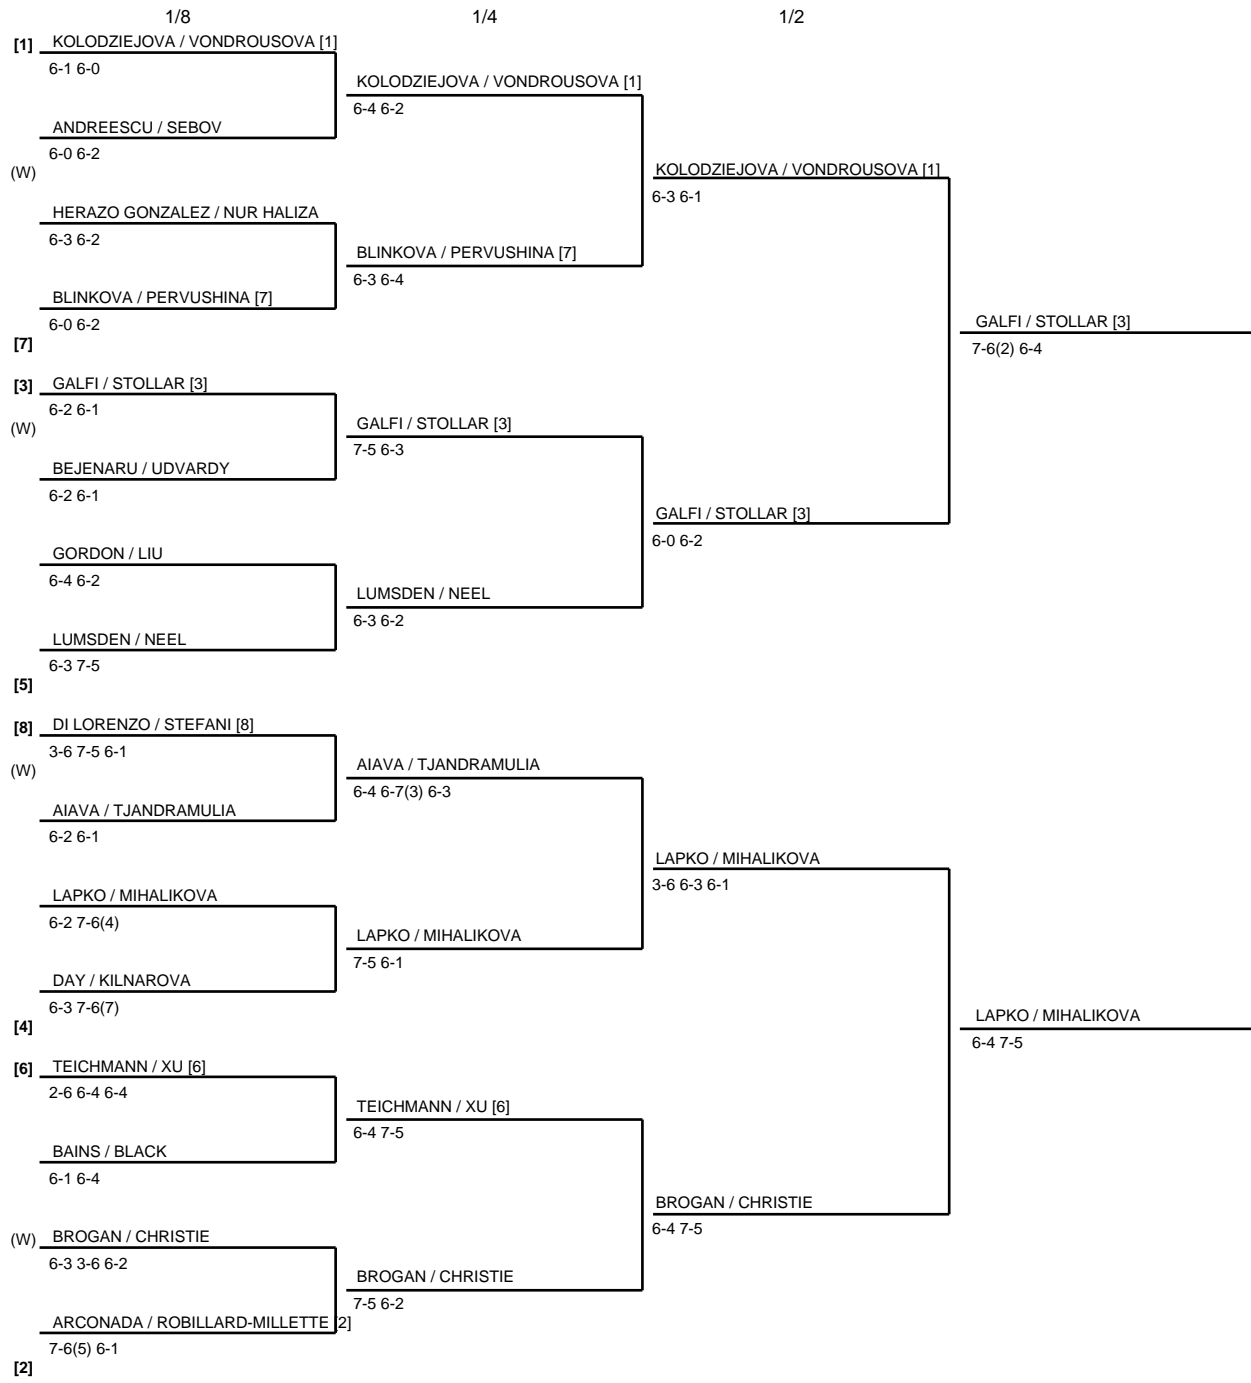 1/8 1/4 1/2
[1] KOLODZIEJOVA / VONDROUSOVA [1]
6-1 6-0
KOLODZIEJOVA / VONDROUSOVA [1]
6-4 6-2
ANDREESCU / SEBOV
6-0 6-2
(W)
KOLODZIEJOVA / VONDROUSOVA [1]
6-3 6-1
HERAZO GONZALEZ / NUR HALIZA
6-3 6-2
BLINKOVA / PERVUSHINA [7]
6-3 6-4
BLINKOVA / PERVUSHINA [7]
6-0 6-2
GALFI / STOLLAR [3]
7-6(2) 6-4
[7]
[3] GALFI / STOLLAR [3]
6-2 6-1
(W)
GALFI / STOLLAR [3]
7-5 6-3
BEJENARU / UDVARDY
6-2 6-1
GALFI / STOLLAR [3]
6-0 6-2
GORDON / LIU
6-4 6-2
LUMSDEN / NEEL
6-3 6-2
LUMSDEN / NEEL
6-3 7-5
[5]
[8] DI LORENZO / STEFANI [8]
3-6 7-5 6-1
(W)
AIAVA / TJANDRAMULIA
6-4 6-7(3) 6-3
AIAVA / TJANDRAMULIA
6-2 6-1
LAPKO / MIHALIKOVA
3-6 6-3 6-1
LAPKO / MIHALIKOVA
6-2 7-6(4)
LAPKO / MIHALIKOVA
7-5 6-1
DAY / KILNAROVA
6-3 7-6(7)
LAPKO / MIHALIKOVA
6-4 7-5
[4]
[6] TEICHMANN / XU [6]
2-6 6-4 6-4
TEICHMANN / XU [6]
6-4 7-5
BAINS / BLACK
6-1 6-4
BROGAN / CHRISTIE
6-4 7-5
(W) BROGAN / CHRISTIE
6-3 3-6 6-2
BROGAN / CHRISTIE
7-5 6-2
ARCONADA / ROBILLARD-MILLETTE [2]
7-6(5) 6-1
[2]